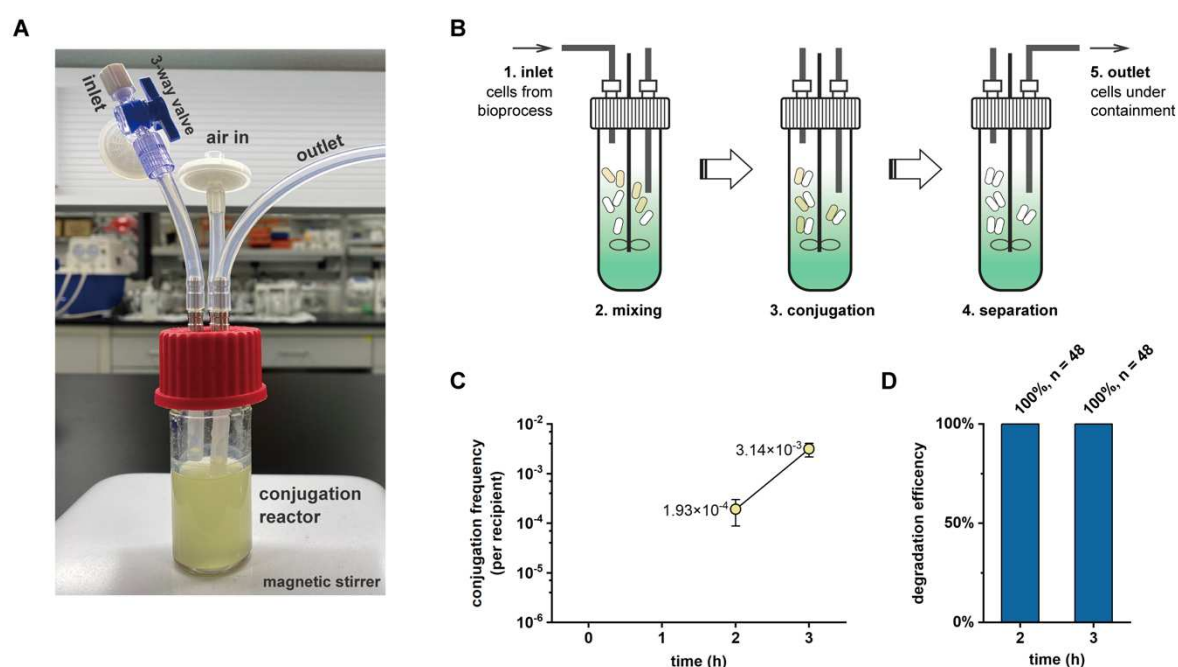 A
inlet
3-way valve
air in
outlet
conjugation
reactor
magnetic stirrer
B
1. inlet
cells from
bioprocess
5. outlet
cells under
containment
2. mixing
3. conjugation
4. separation
C
conjugation frequency
(per recipient)
10⁻²
10⁻³
10⁻⁴
10⁻⁵
10⁻⁶
3.14×10⁻³
1.93×10⁻⁴
0
1
2
3
time (h)
D
100%, n = 48
100%, n = 48
degradation efficency
100%
50%
0%
2
3
time (h)